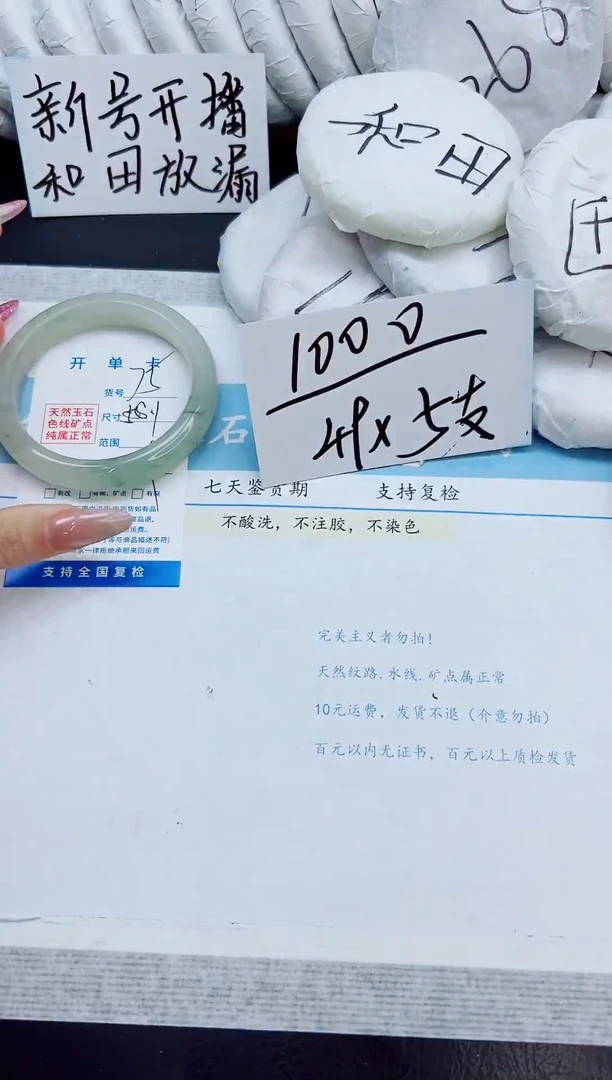 新号开播
和田放漏
268
和田
1000
开单卡
货号 75
天然玉石
色线矿点
纯属正常
尺寸
范围
石
七天鉴赏期 支持复检
不酸洗，不注胶，不染色
支持全国复检
完美主义者勿拍！
天然纹路.水线.矿点属正常
10元运费，发货不退（介意勿拍）
百元以内无证书，百元以上质检发货